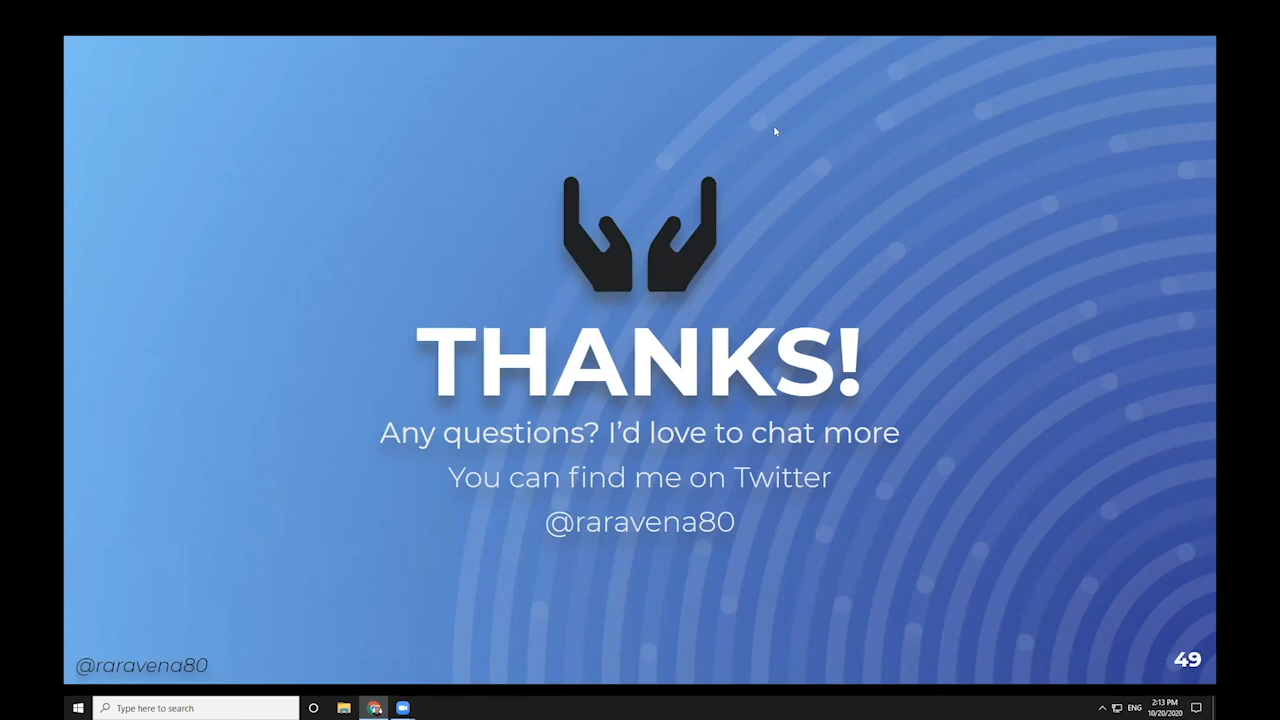 THANKS!
Any questions? I'd love to chat more
You can find me on Twitter
@raravena80
@raravena80
49
Type here to search
ENG
2:13 PM
10/20/2020